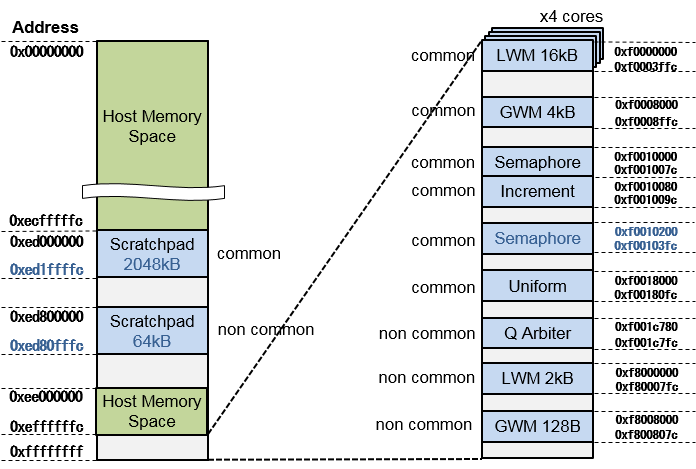 Address
0x00000000
Host Memory
Space
0xecfffffc
0xed000000
Scratchpad
2048kB
common
0xed1ffffc
0xed800000
Scratchpad
64kB
non common
0xed80fffc
0xee000000
Host Memory
Space
0xeffffffc
0xffffffff
x4 cores
common
LWM 16kB
0xf0000000
0xf0003ffc
common
GWM 4kB
0xf0008000
0xf0008ffc
common
Semaphore
0xf0010000
0xf001007c
common
Increment
0xf0010080
0xf001009c
common
Semaphore
0xf0010200
0xf00103fc
common
Uniform
0xf0018000
0xf00180fc
non common
Q Arbiter
0xf001c780
0xf001c7fc
non common
LWM 2kB
0xf8000000
0xf80007fc
non common
GWM 128B
0xf8008000
0xf800807c